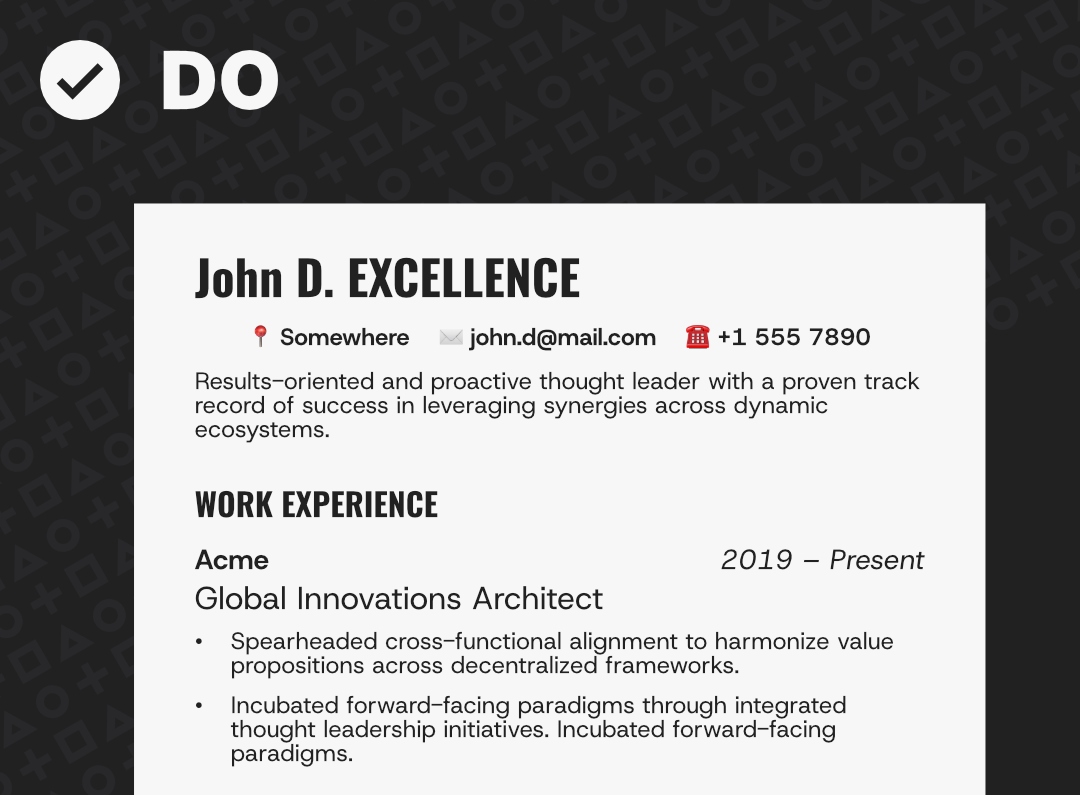 DO
John D. EXCELLENCE
📍 Somewhere ✉️ john.d@mail.com ☎️ +1 555 7890
Results-oriented and proactive thought leader with a proven track
record of success in leveraging synergies across dynamic
ecosystems.
WORK EXPERIENCE
Acme 2019 – Present
Global Innovations Architect
• Spearheaded cross-functional alignment to harmonize value
propositions across decentralized frameworks.
• Incubated forward-facing paradigms through integrated
thought leadership initiatives. Incubated forward-facing
paradigms.